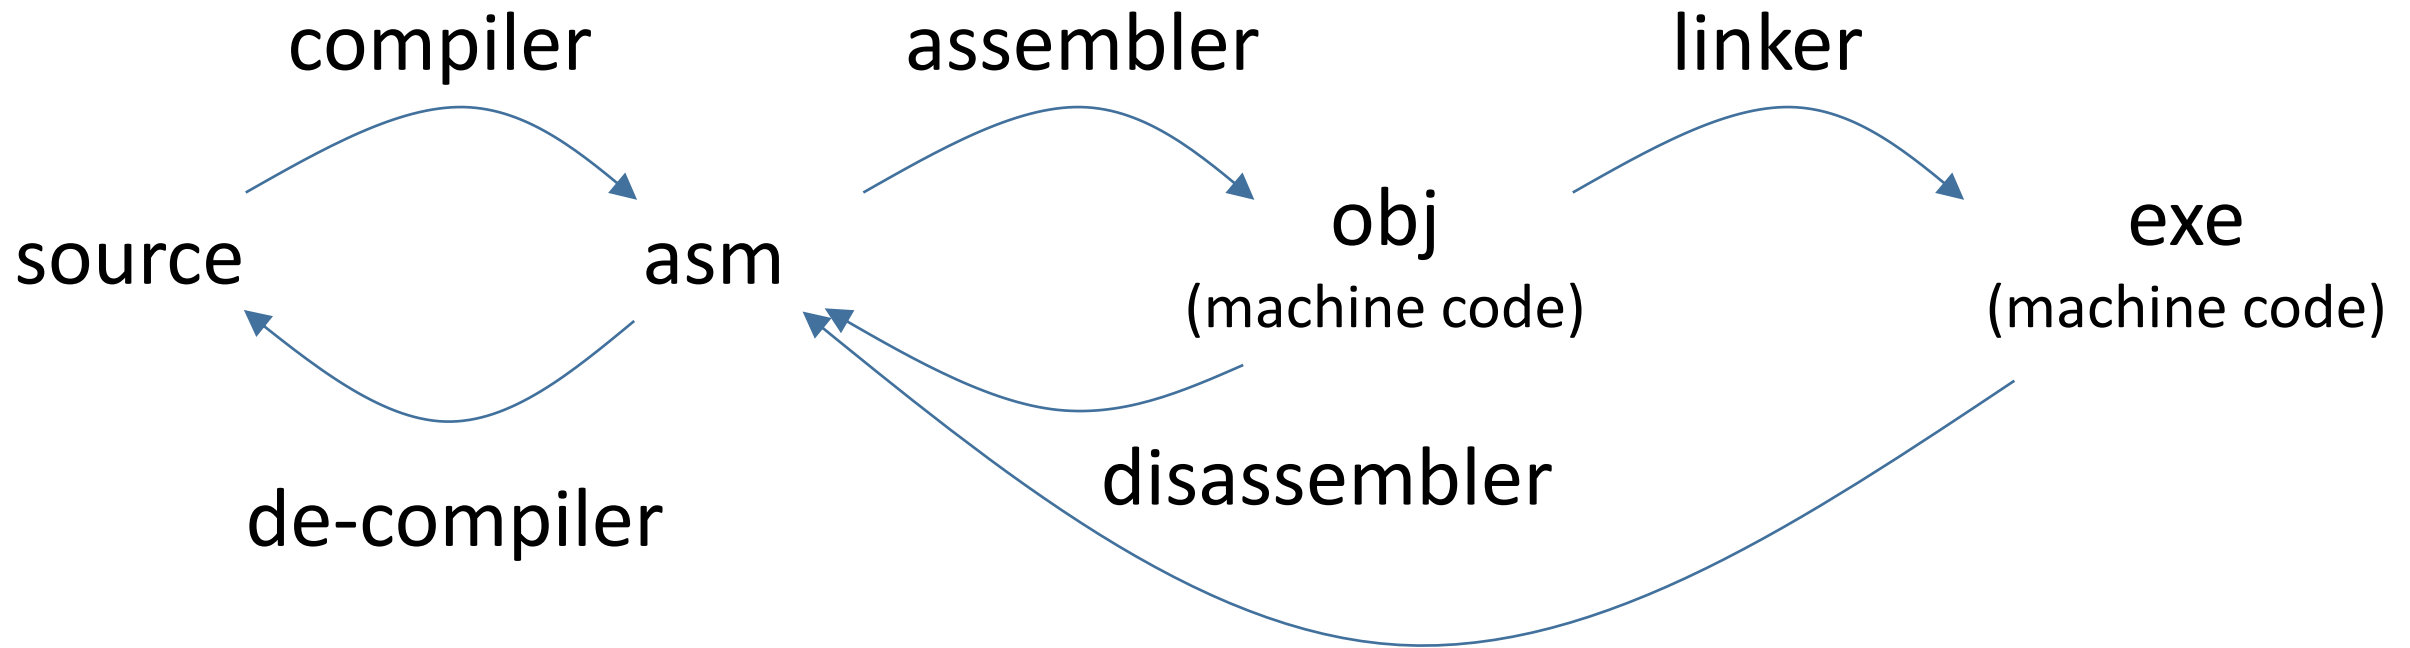 compiler
assembler
linker
source
asm
obj
(machine code)
exe
(machine code)
disassembler
de-compiler